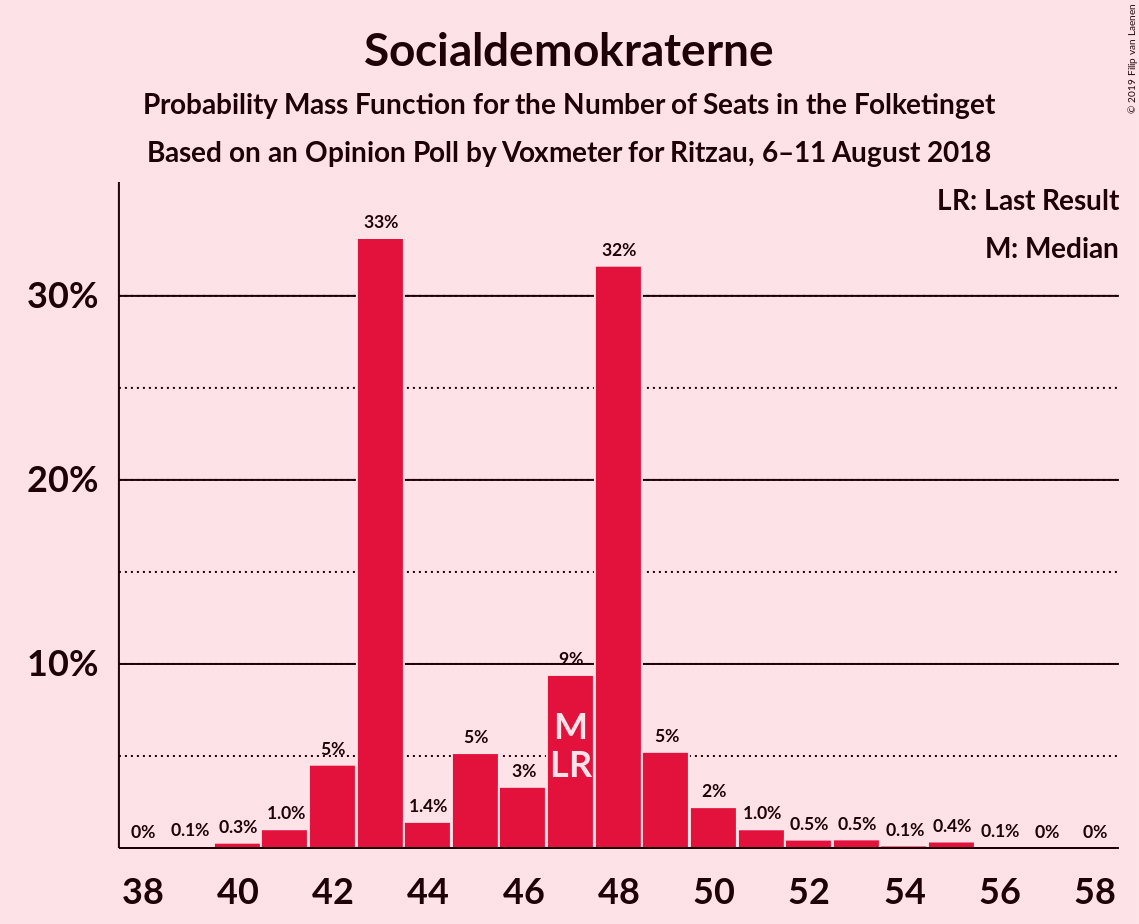 Socialdemokraterne
Probability Mass Function for the Number of Seats in the Folketinget
Based on an Opinion Poll by Voxmeter for Ritzau, 6–11 August 2018
© 2019 Filip van Laenen
LR: Last Result
M: Median
30%
20%
10%
0% 0.1% 0.3% 1.0% 5% 33% 1.4% 5% 3% 9% 32% 5% 2% 1.0% 0.5% 0.5% 0.1% 0.4% 0.1% 0% 0%
M
LR
38 40 42 44 46 48 50 52 54 56 58